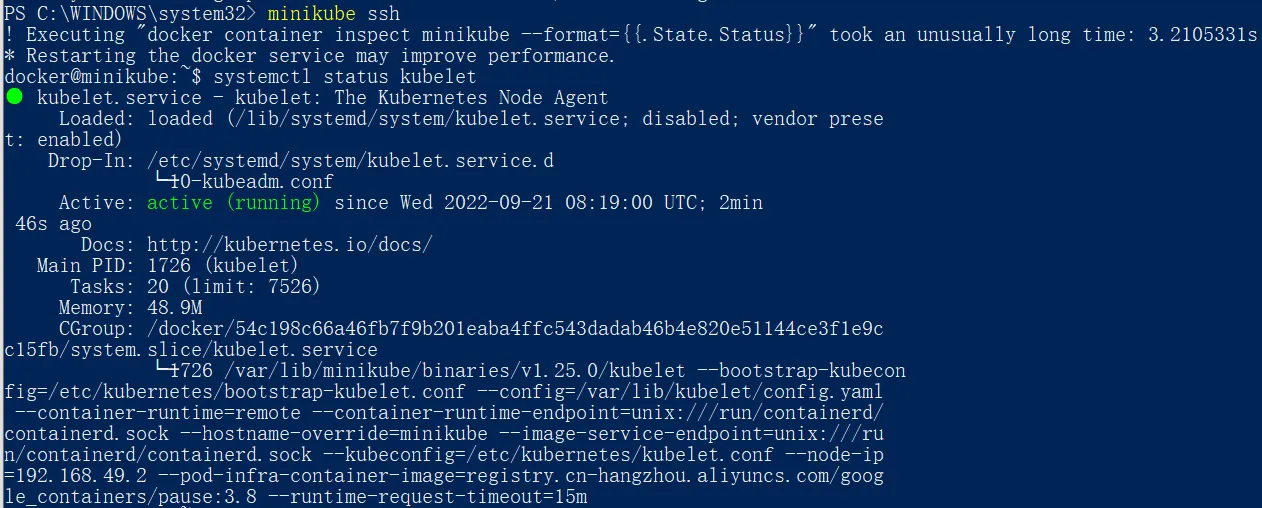 PS C:\WINDOWS\system32> minikube ssh
! Executing "docker container inspect minikube --format={{.State.Status}}" took an unusually long time: 3.2105331s
* Restarting the docker service may improve performance.
docker@minikube:~$ systemctl status kubelet
● kubelet.service - kubelet: The Kubernetes Node Agent
     Loaded: loaded (/lib/systemd/system/kubelet.service; disabled; vendor prese
t: enabled)
    Drop-In: /etc/systemd/system/kubelet.service.d
             └─10-kubeadm.conf
     Active: active (running) since Wed 2022-09-21 08:19:00 UTC; 2min
 46s ago
       Docs: http://kubernetes.io/docs/
   Main PID: 1726 (kubelet)
      Tasks: 20 (limit: 7526)
     Memory: 48.9M
     CGroup: /docker/54c198c66a46fb7f9b201eaba4ffc543dadab46b4e820e51144ce3f1e9c
c15fb/system.slice/kubelet.service
             └─1726 /var/lib/minikube/binaries/v1.25.0/kubelet --bootstrap-kubecon
fig=/etc/kubernetes/bootstrap-kubelet.conf --config=/var/lib/kubelet/config.yaml
 --container-runtime=remote --container-runtime-endpoint=unix:///run/containerd/
containerd.sock --hostname-override=minikube --image-service-endpoint=unix:///ru
n/containerd/containerd.sock --kubeconfig=/etc/kubernetes/kubelet.conf --node-ip
=192.168.49.2 --pod-infra-container-image=registry.cn-hangzhou.aliyuncs.com/goog
le_containers/pause:3.8 --runtime-request-timeout=15m